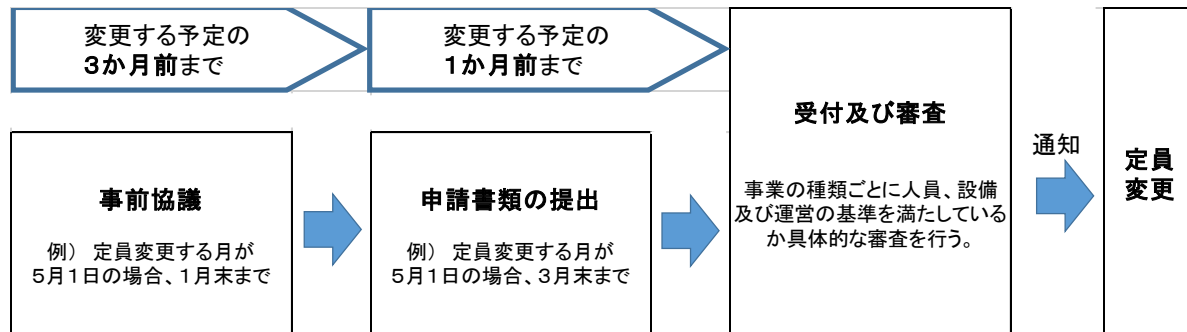 変更する予定の
３か月前まで
変更する予定の
１か月前まで
事前協議
例） 定員変更する月が
５月１日の場合、１月末まで
申請書類の提出
例） 定員変更する月が
５月１日の場合、３月末まで
受付及び審査
事業の種類ごとに人員、設備
及び運営の基準を満たしている
か具体的な審査を行う。
通知
定員
変更